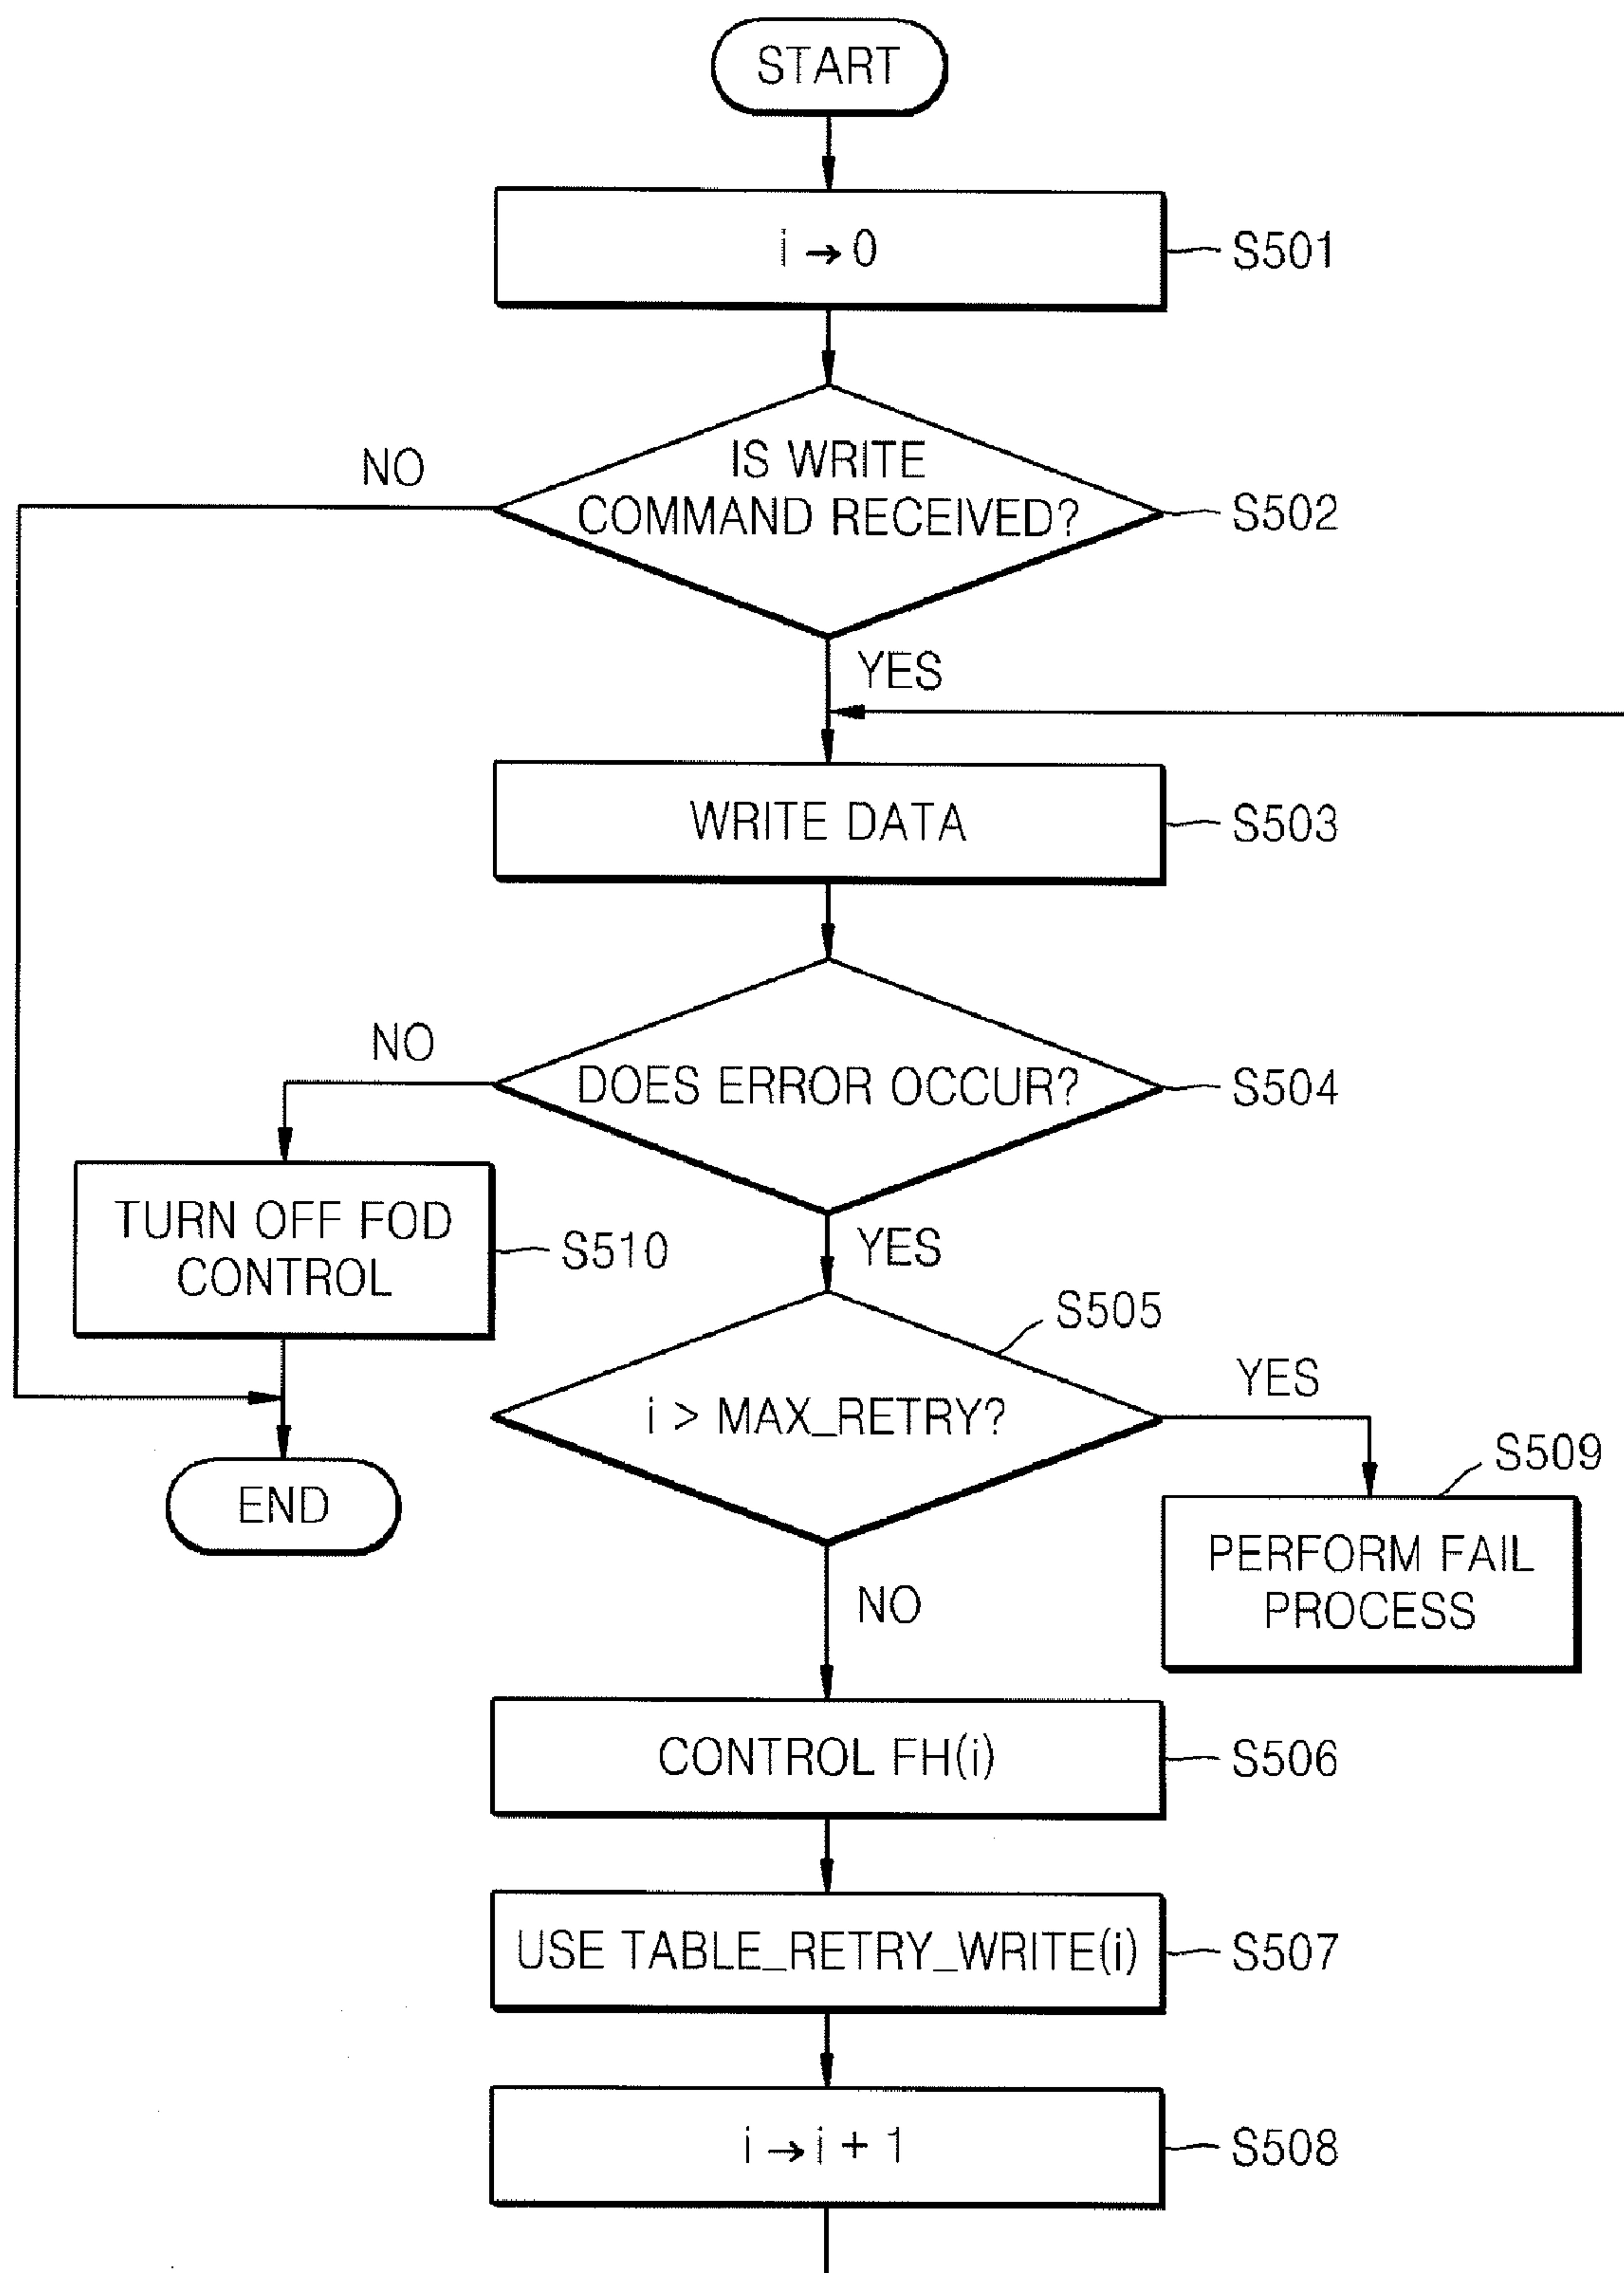 START
i → 0
S501
NO
IS WRITE
COMMAND RECEIVED?
S502
YES
WRITE DATA
S503
NO
DOES ERROR OCCUR?
S504
TURN OFF FOD
CONTROL
S510
YES
S505
i > MAX_RETRY?
YES
S509
END
PERFORM FAIL
PROCESS
NO
CONTROL FH(i)
S506
USE TABLE_RETRY_WRITE(i)
S507
i → i + 1
S508